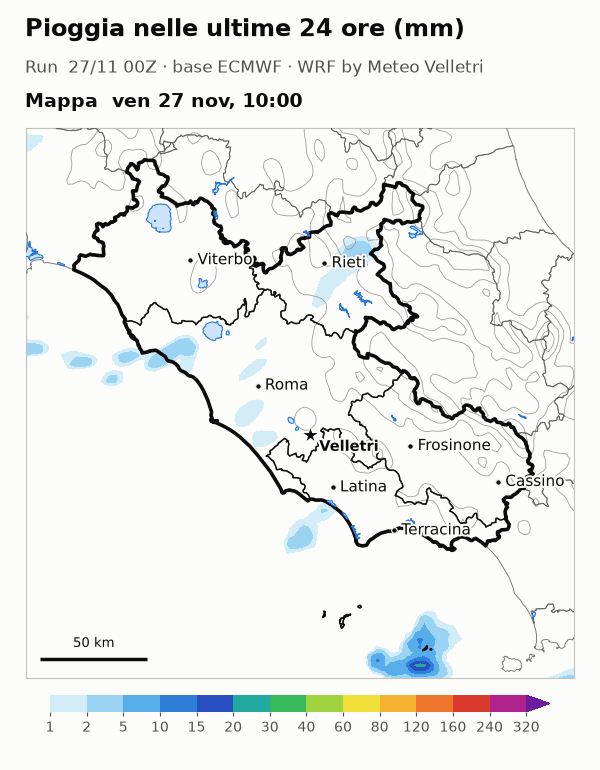 Pioggia nelle ultime 24 ore (mm)
Run  27/11 00Z · base ECMWF · WRF by Meteo Velletri
Mappa  ven 27 nov, 10:00
Viterbo
Rieti
Roma
Velletri
Frosinone
Cassino
Latina
Terracina
50 km
1 2 5 10 15 20 30 40 60 80 120 160 240 320